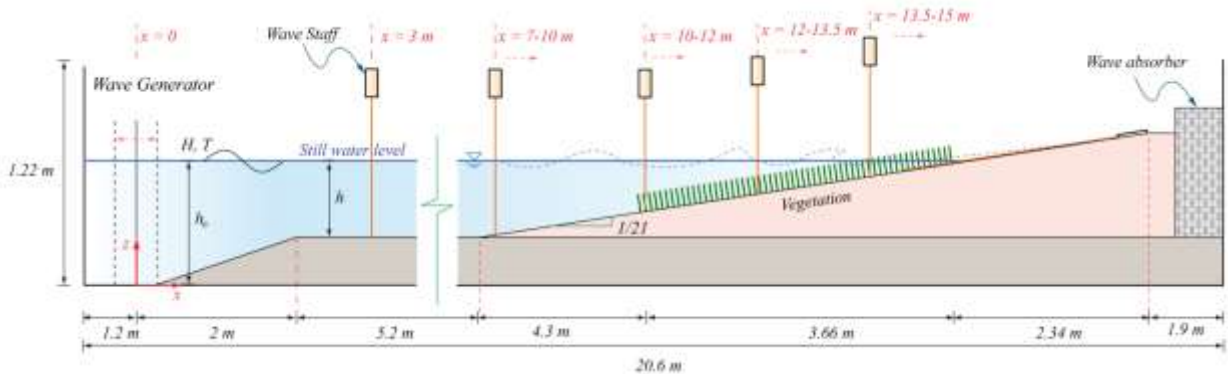 x = 0
Wave Staff
x = 3 m
x = 7-10 m
x = 10-12 m
x = 12-13.5 m
x = 13.5-15 m
Wave Generator
Wave absorber
H, T
Still water level
1.22 m
h
hₒ
Vegetation
1/21
z
x
1.2 m
2 m
5.2 m
4.3 m
3.66 m
2.34 m
1.9 m
20.6 m